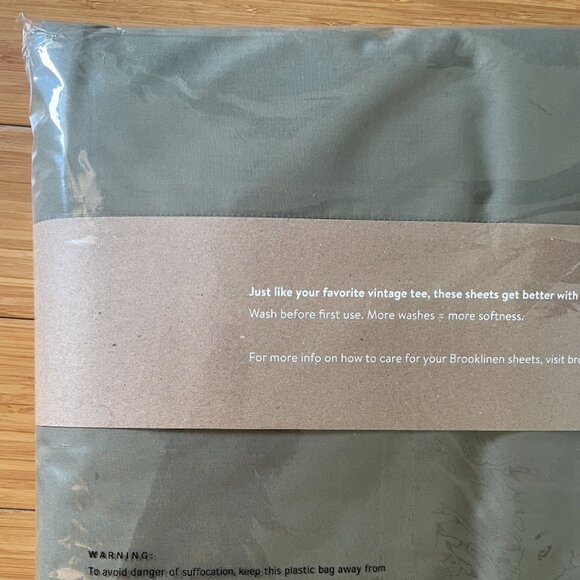 Just like your favorite vintage tee, these sheets get better with
Wash before first use. More washes = more softness.
For more info on how to care for your Brooklinen sheets, visit bro
WARNING:
To avoid danger of suffocation, keep this plastic bag away from